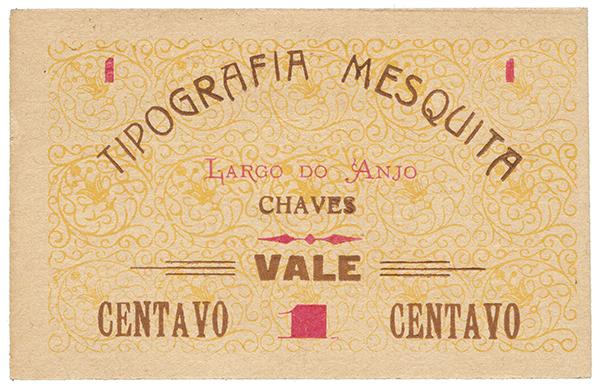 1 1
TIPOGRAFIA MESQUITA
LARGO DO ANJO
CHAVES
VALE
CENTAVO 1 CENTAVO